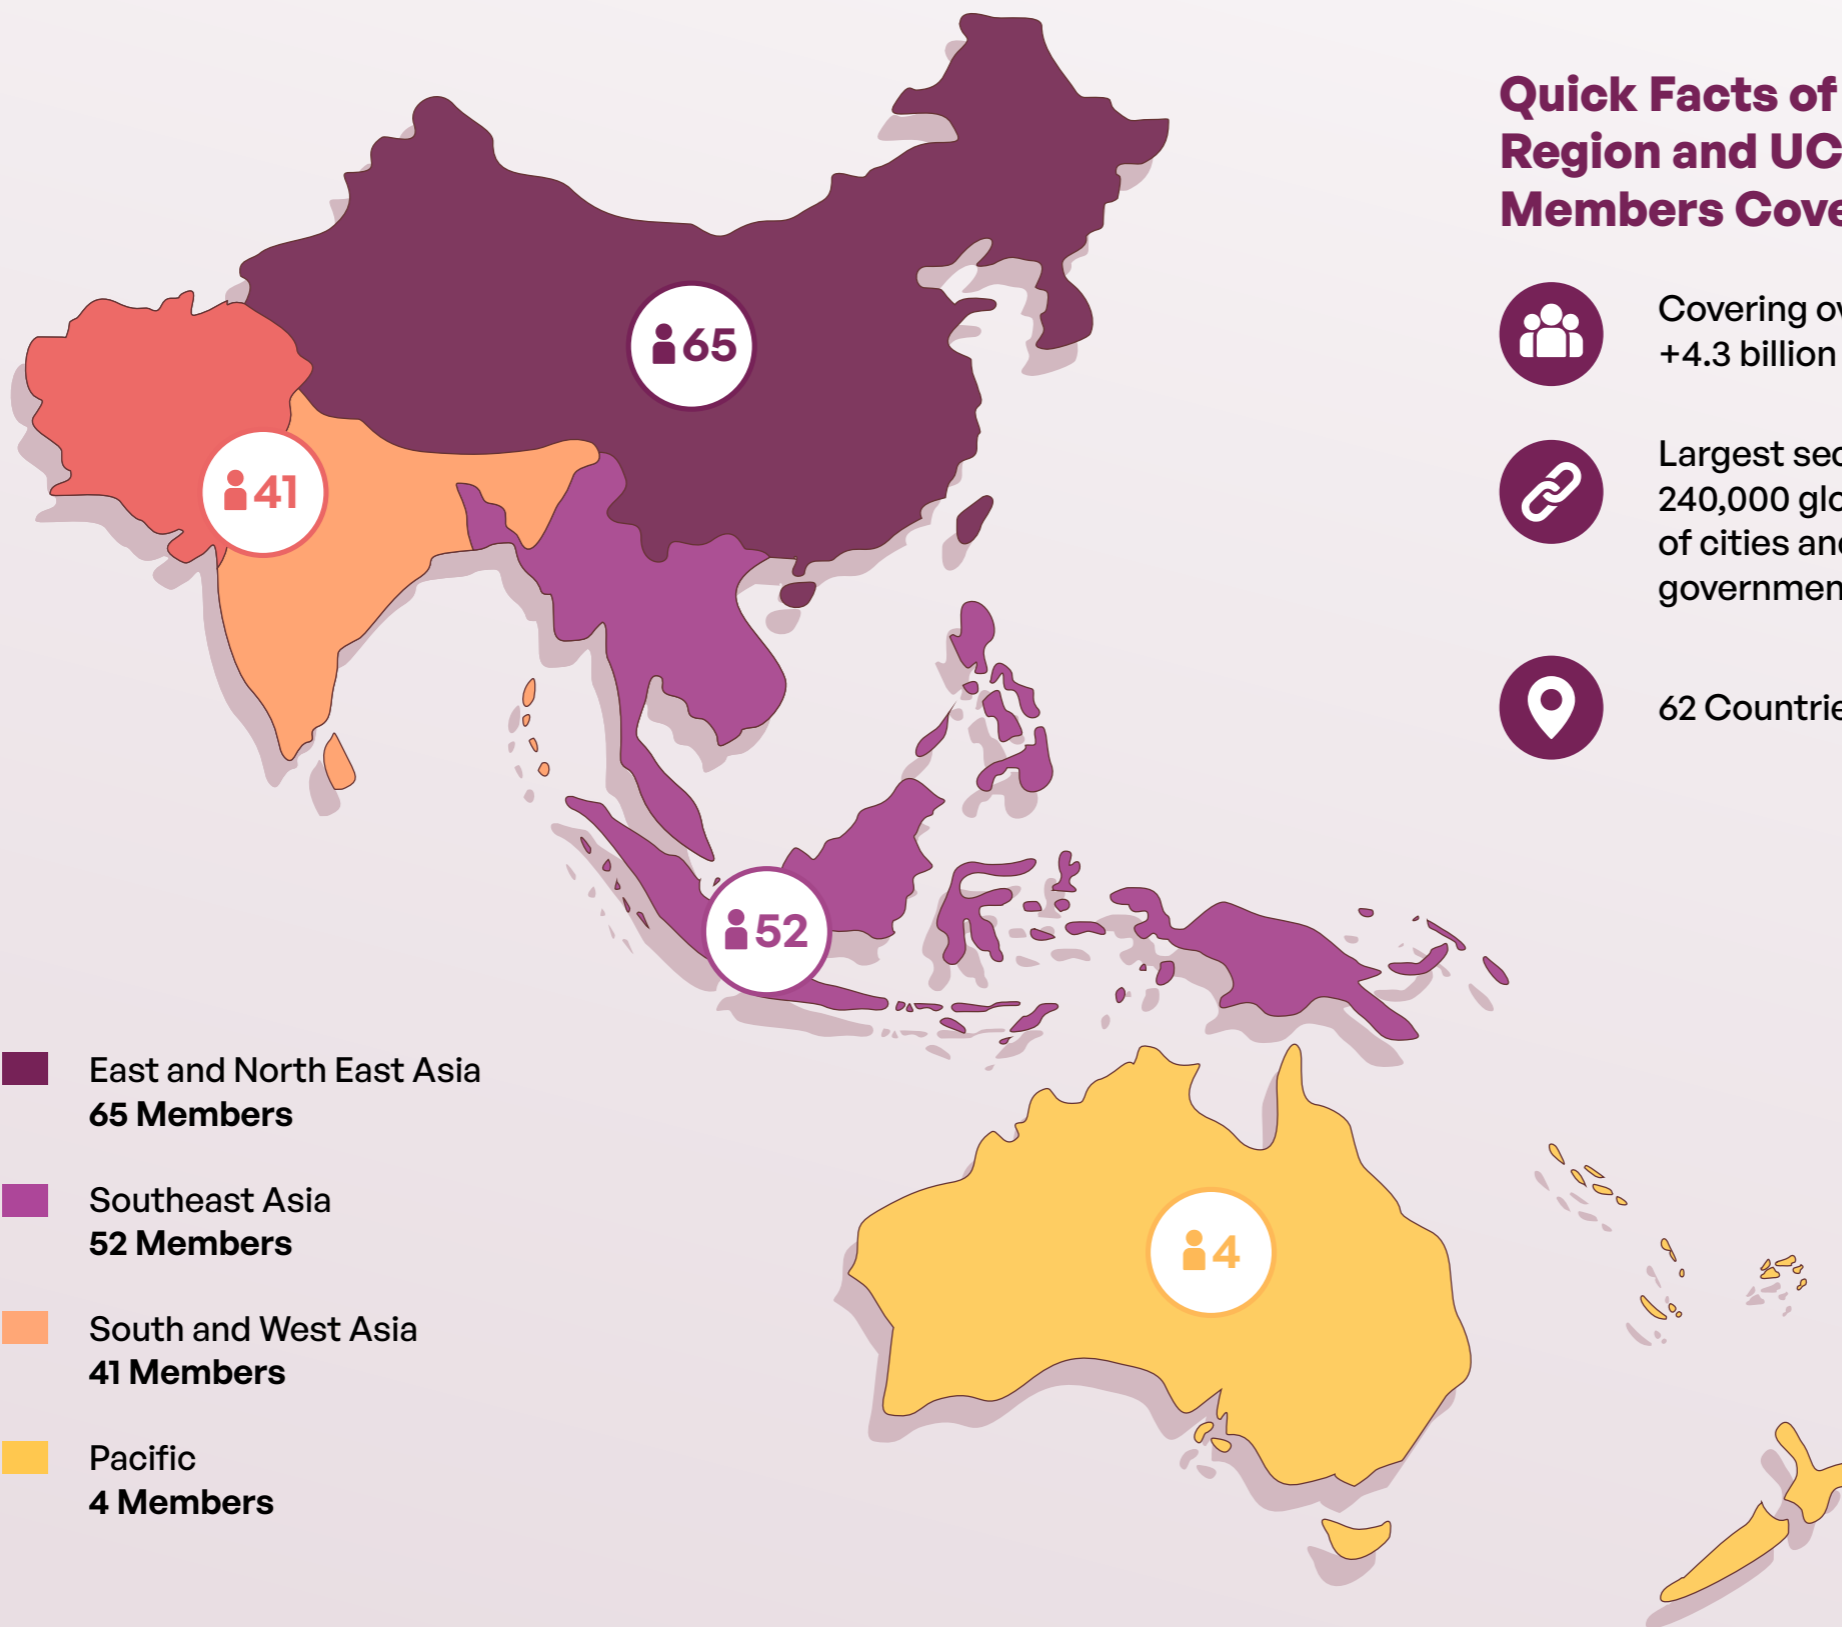 65
41
52
4
East and North East Asia
65 Members
Southeast Asia
52 Members
South and West Asia
41 Members
Pacific
4 Members
Quick Facts of
Region and UC
Members Cove
Covering ov
+4.3 billion
Largest sec
240,000 glo
of cities and
governmen
62 Countrie